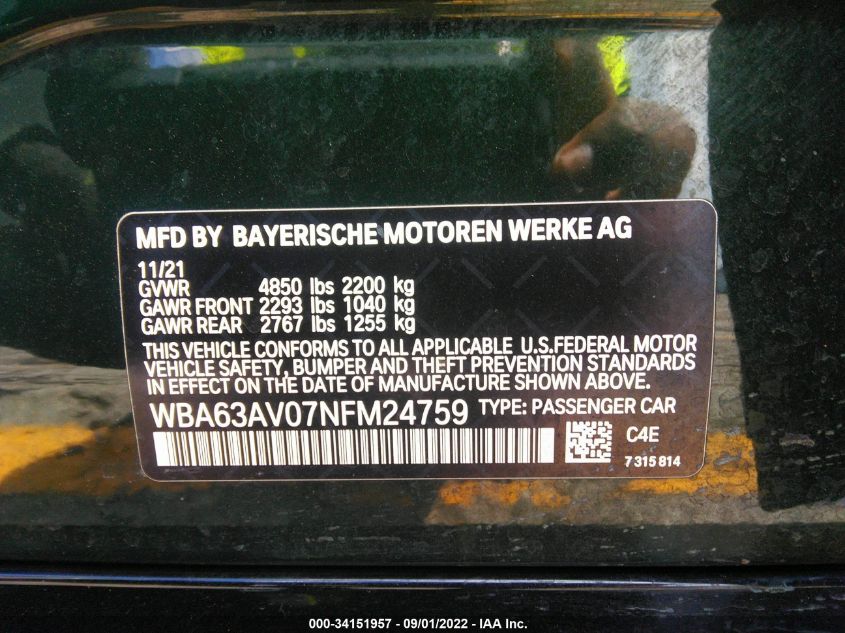 MFD BY BAYERISCHE MOTOREN WERKE AG
11/21
GVWR 4850 lbs 2200 kg
GAWR FRONT 2293 lbs 1040 kg
GAWR REAR 2767 lbs 1255 kg
THIS VEHICLE CONFORMS TO ALL APPLICABLE U.S.FEDERAL MOTOR
VEHICLE SAFETY, BUMPER AND THEFT PREVENTION STANDARDS
IN EFFECT ON THE DATE OF MANUFACTURE SHOWN ABOVE.
WBA63AV07NFM24759 TYPE: PASSENGER CAR
C4E
7 315 814
000-34151957 - 09/01/2022 - IAA Inc.